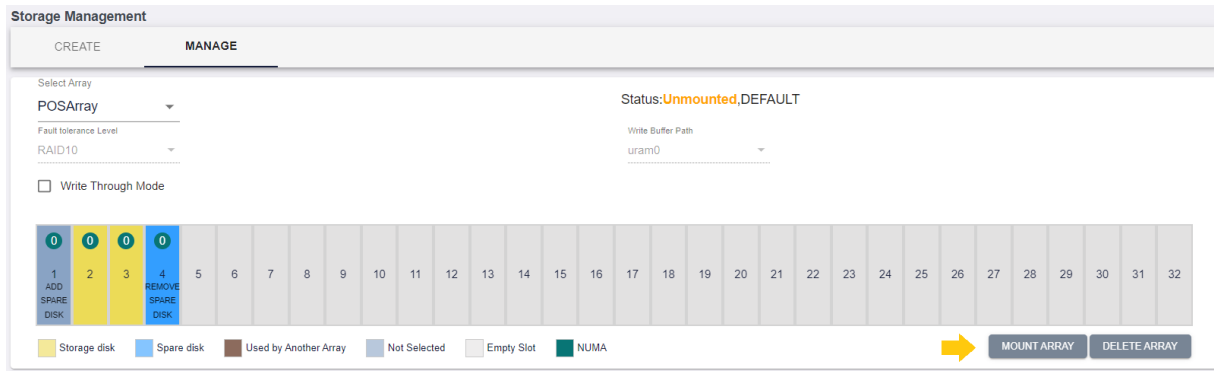 Storage Management
CREATE MANAGE
Select Array
POSArray
Status:Unmounted,DEFAULT
Fault tolerance Level
Write Buffer Path
RAID10
uram0
Write Through Mode
0 0 0 0
1 2 3 4 5 6 7 8 9 10 11 12 13 14 15 16 17 18 19 20 21 22 23 24 25 26 27 28 29 30 31 32
ADD SPARE DISK
REMOVE SPARE DISK
Storage disk Spare disk Used by Another Array Not Selected Empty Slot NUMA
MOUNT ARRAY DELETE ARRAY